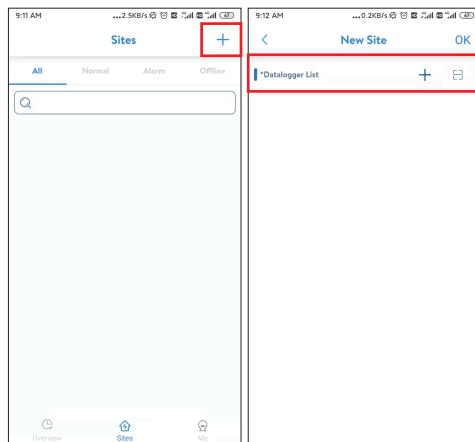 9:11 AM
...2.5KB/s
Sites
All Normal Alarm Offline
Overview Sites Me
9:12 AM
...0.2KB/s
New Site OK
*Datalogger List